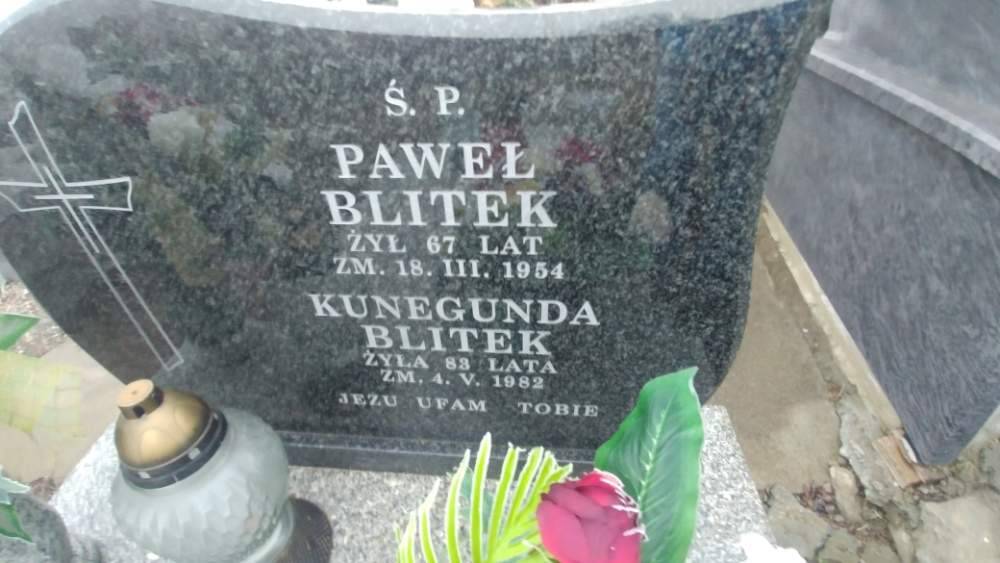 Ś. P.
PAWEŁ
BLITEK
ŻYŁ 67 LAT
ZM. 18. III. 1954
KUNEGUNDA
BLITEK
ŻYŁA 83 LATA
ZM. 4. V. 1982
JEZU UFAM TOBIE